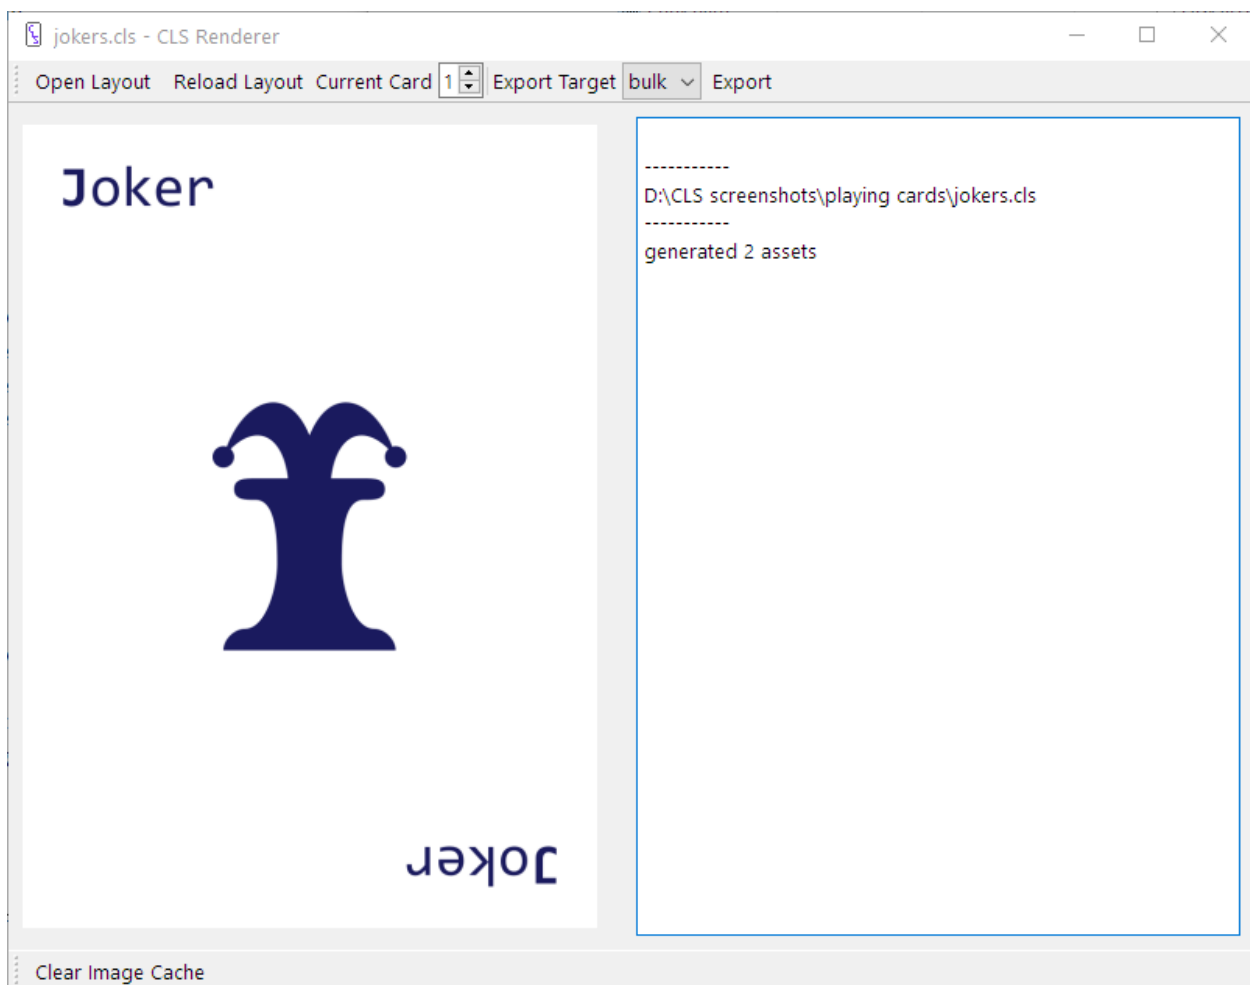 jokers.cls - CLS Renderer
Open Layout Reload Layout Current Card 1 Export Target bulk Export
Joker
-----------
D:\CLS screenshots\playing cards\jokers.cls
-----------
generated 2 assets
Joker
Clear Image Cache